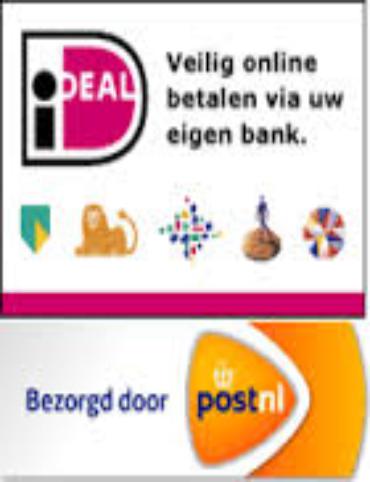 iDEAL
Veilig online
betalen via uw
eigen bank.
Bezorgd door
postnl